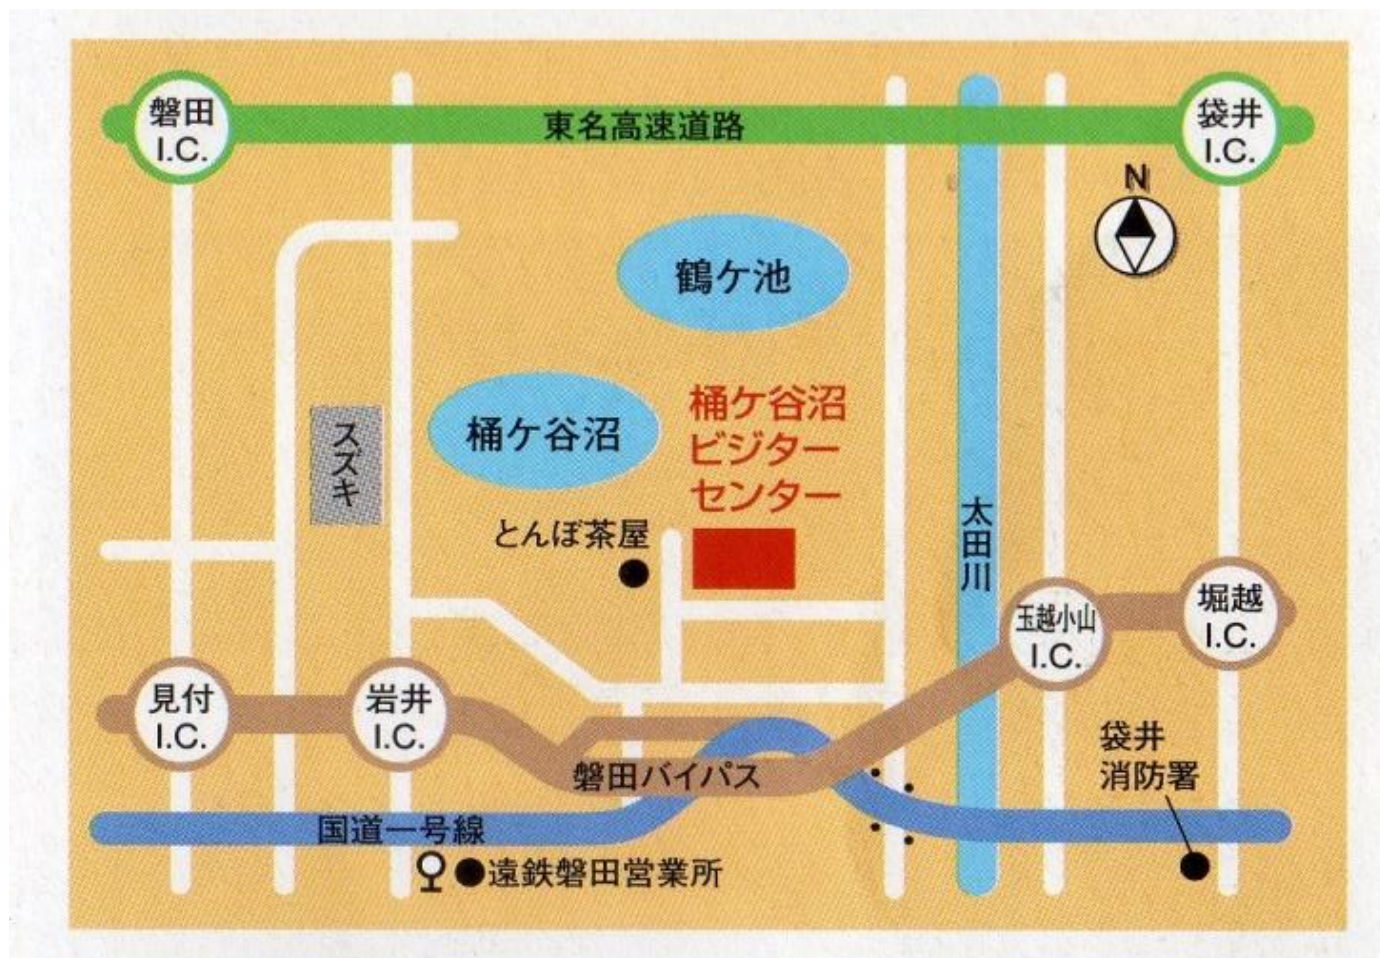 磐田
I.C.
東名高速道路
袋井
I.C.
N
鶴ケ池
桶ケ谷沼
桶ケ谷沼
ビジター
センター
スズキ
とんぼ茶屋
太田川
玉越小山
I.C.
堀越
I.C.
見付
I.C.
岩井
I.C.
磐田バイパス
袋井
消防署
国道一号線
遠鉄磐田営業所